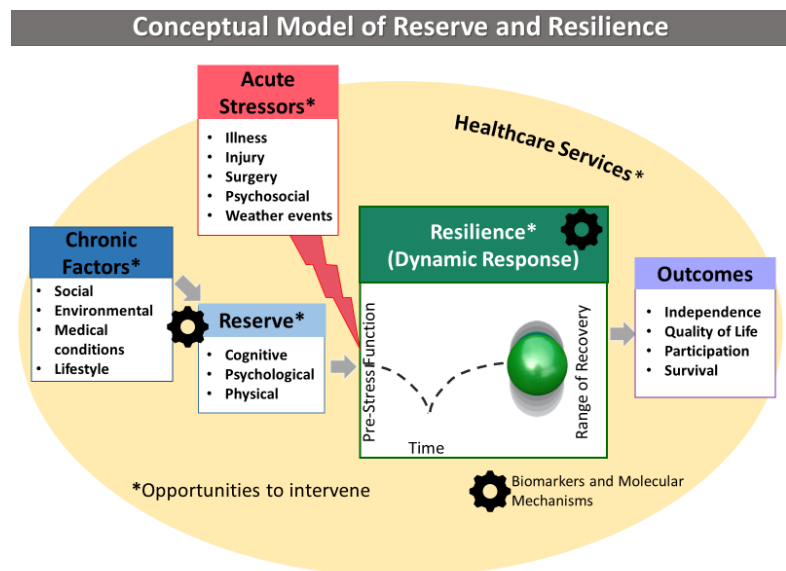 Conceptual Model of Reserve and Resilience
Acute
Stressors*
• Illness
• Injury
• Surgery
• Psychosocial
• Weather events
Healthcare Services*
Chronic
Factors*
• Social
• Environmental
• Medical
conditions
• Lifestyle
Reserve*
• Cognitive
• Psychological
• Physical
Resilience*
(Dynamic Response)
Pre-Stress Function
Time
Range of Recovery
Outcomes
• Independence
• Quality of Life
• Participation
• Survival
*Opportunities to intervene
Biomarkers and Molecular
Mechanisms